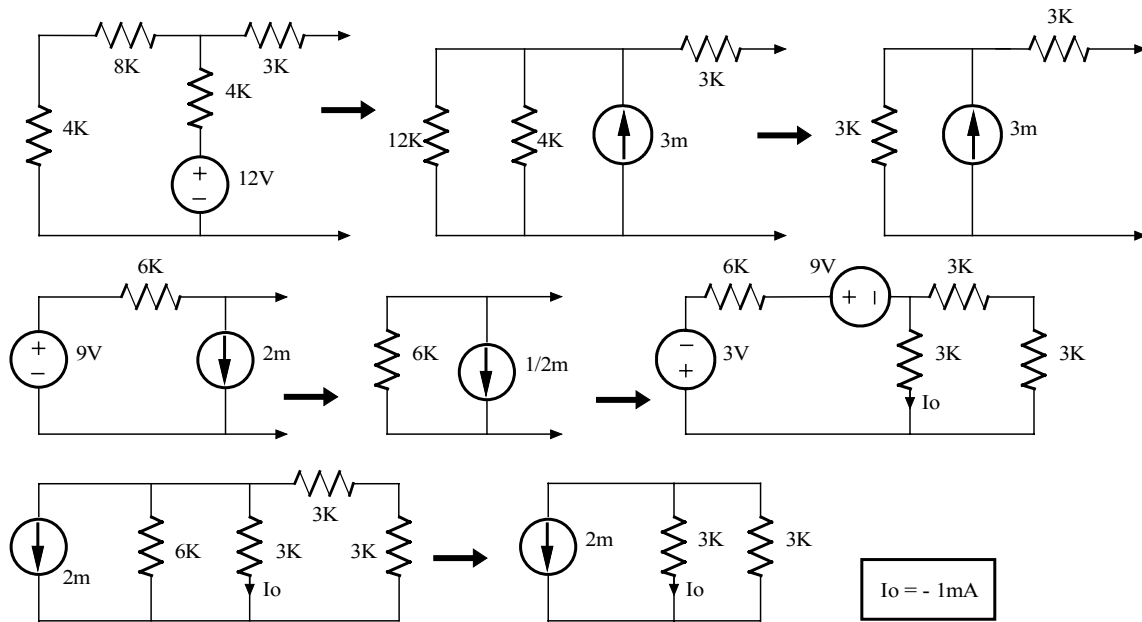 8K 3K 4K 4K + − 12V
3K 12K 4K 3m
3K 3K 3m
6K + − 9V 2m
6K 1/2m
6K 9V + − 3K − + 3V 3K Io 3K
2m 6K 3K Io 3K 3K
2m 3K Io 3K
Io = - 1mA